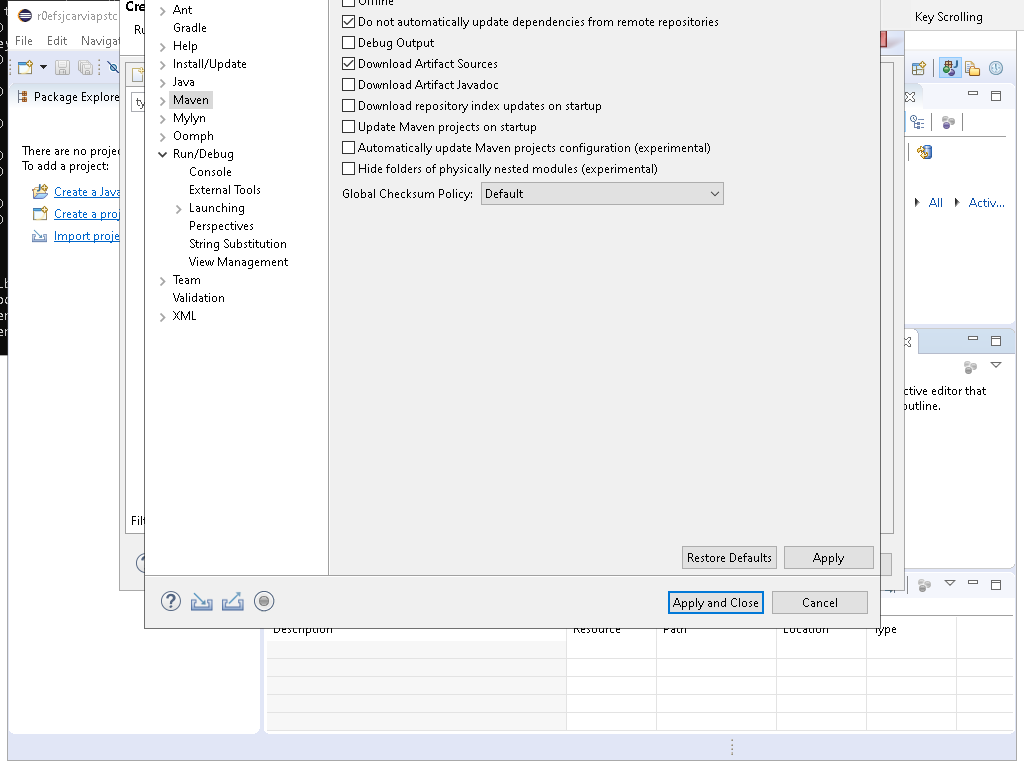 Cre
Key Scrolling
r0efsjcarviapstc
File Edit Naviga
Ru
Package Explore
ty
There are no projec
To add a project:
Create a Java
Create a proj
Import proje
Filt
Ant
Gradle
Help
Install/Update
Java
Maven
Mylyn
Oomph
Run/Debug
Console
External Tools
Launching
Perspectives
String Substitution
View Management
Team
Validation
XML
Offline
Do not automatically update dependencies from remote repositories
Debug Output
Download Artifact Sources
Download Artifact Javadoc
Download repository index updates on startup
Update Maven projects on startup
Automatically update Maven projects configuration (experimental)
Hide folders of physically nested modules (experimental)
Global Checksum Policy: Default
Restore Defaults Apply
Apply and Close Cancel
All Activ...
ctive editor that
outline.
Description Resource Path Location Type